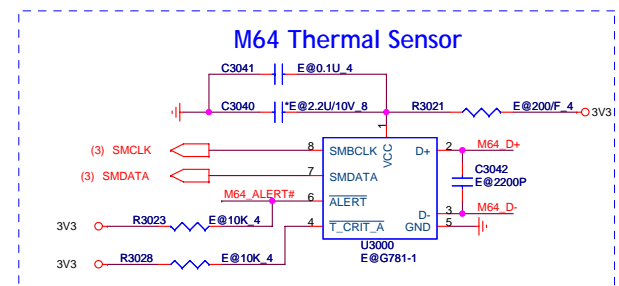 M64 Thermal Sensor
C3041 E@0.1U_4
C3040 *E@2.2U/10V_8 R3021 E@200/F_4 3V3
1
(3) SMCLK 8 SMBCLK VCC D+ 2 M64_D+
(3) SMDATA 7 SMDATA C3042
E@2200P
M64_ALERT# 6 ALERT
3V3 R3023 E@10K_4 4 T_CRIT_A D- 3 M64_D-
GND 5
U3000
3V3 R3028 E@10K_4 E@G781-1